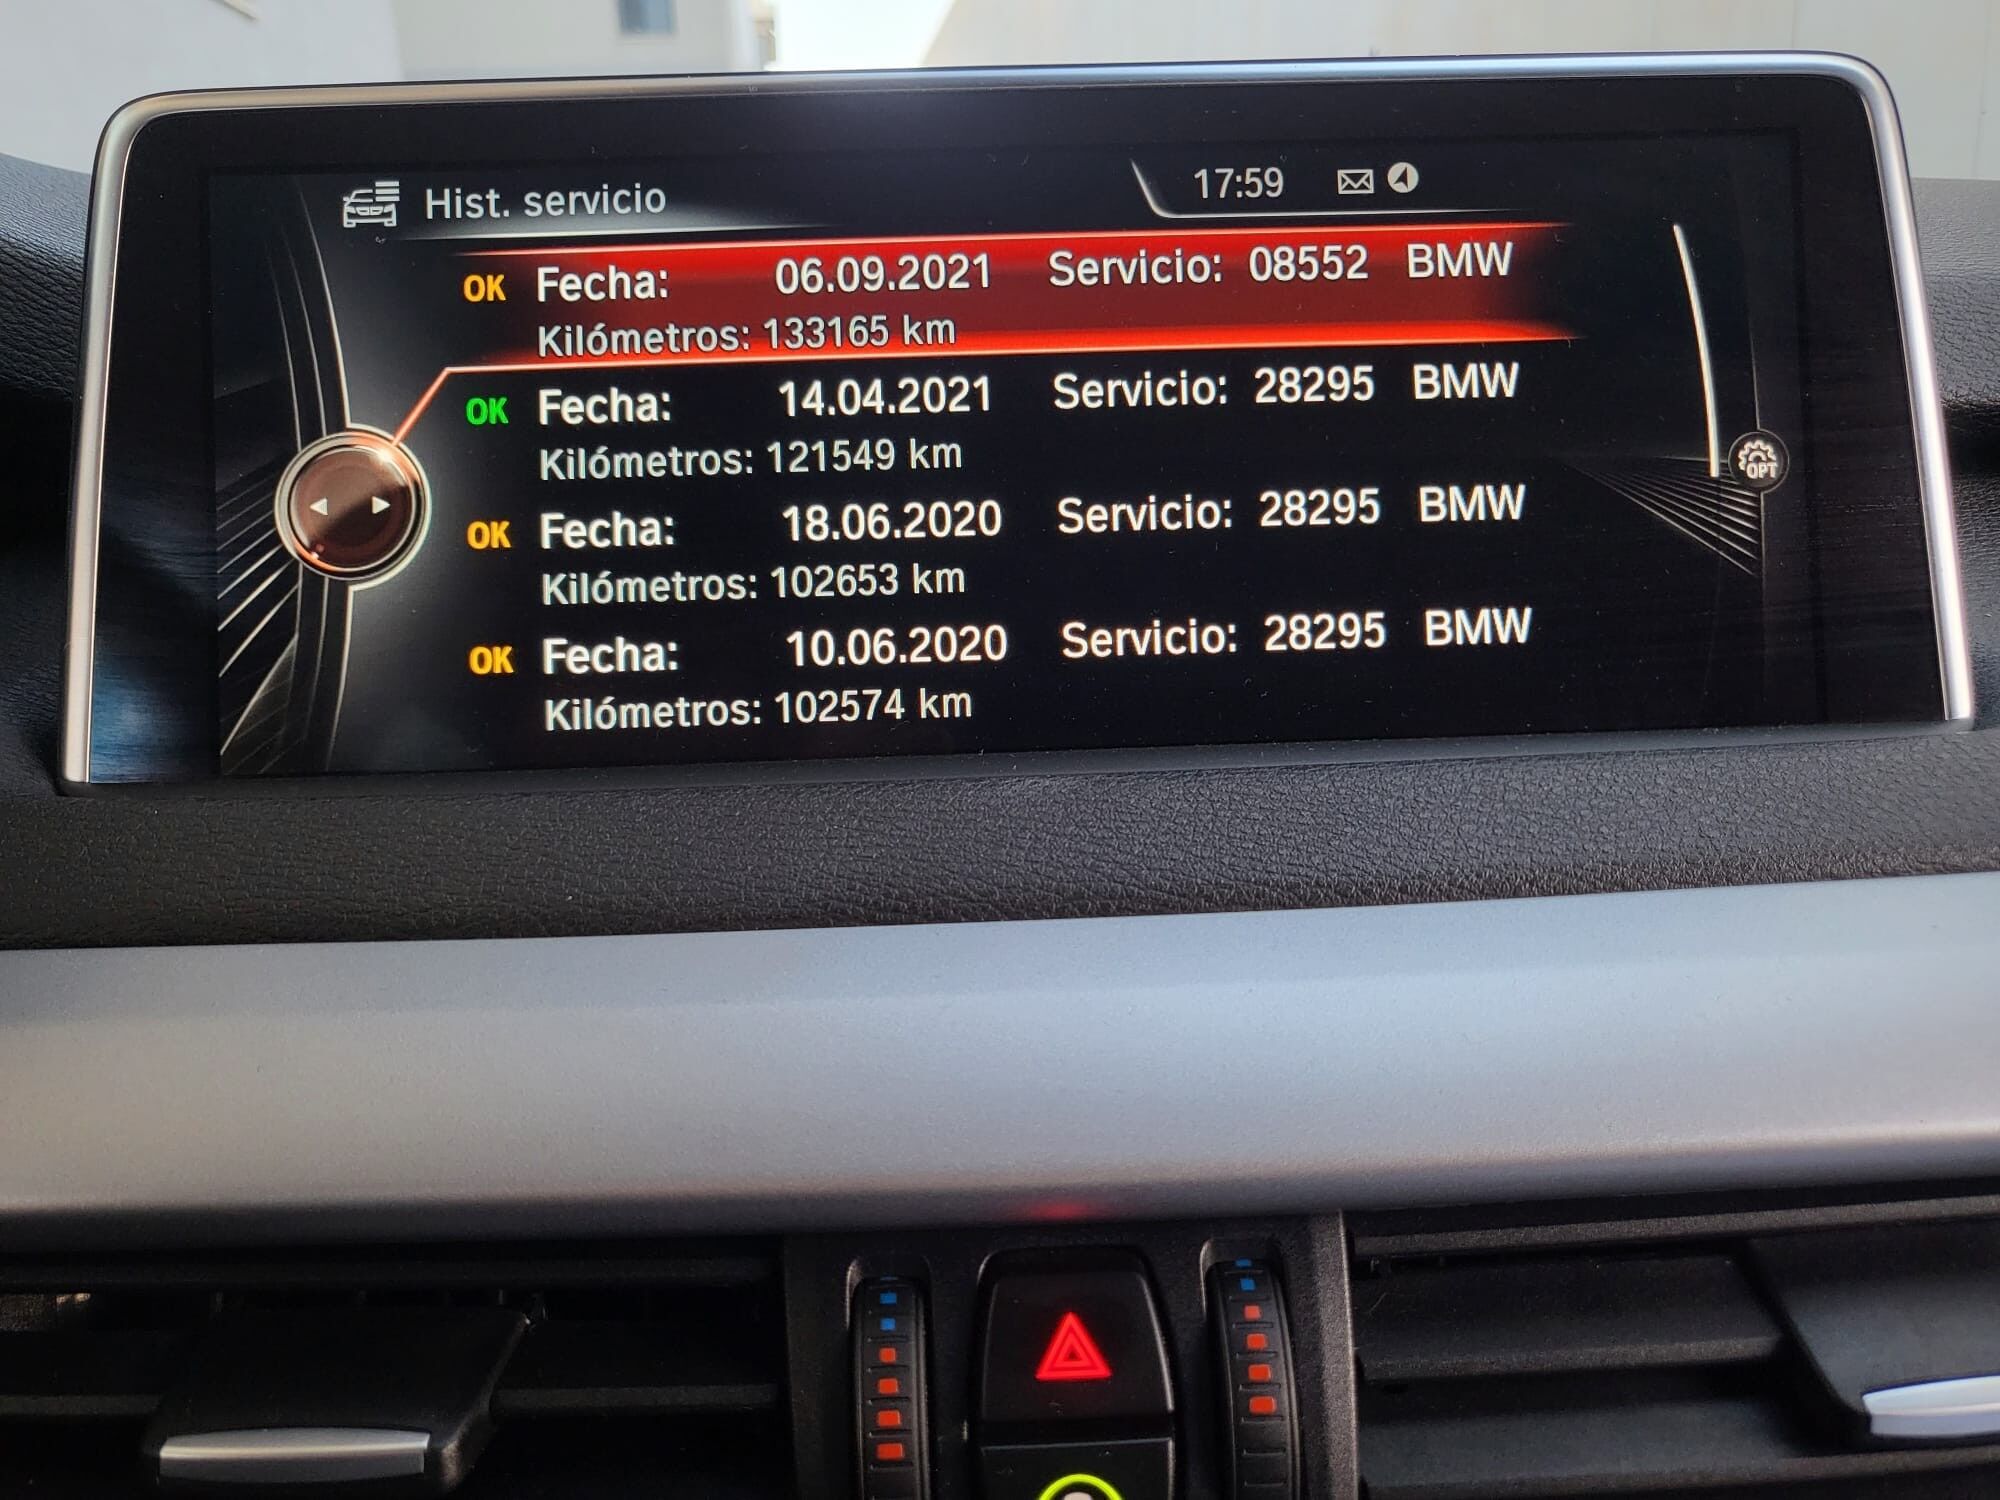 Hist. servicio 17:59
OK Fecha: 06.09.2021 Servicio: 08552 BMW
Kilómetros: 133165 km
OK Fecha: 14.04.2021 Servicio: 28295 BMW
Kilómetros: 121549 km
OK Fecha: 18.06.2020 Servicio: 28295 BMW
Kilómetros: 102653 km
OK Fecha: 10.06.2020 Servicio: 28295 BMW
Kilómetros: 102574 km
OPT